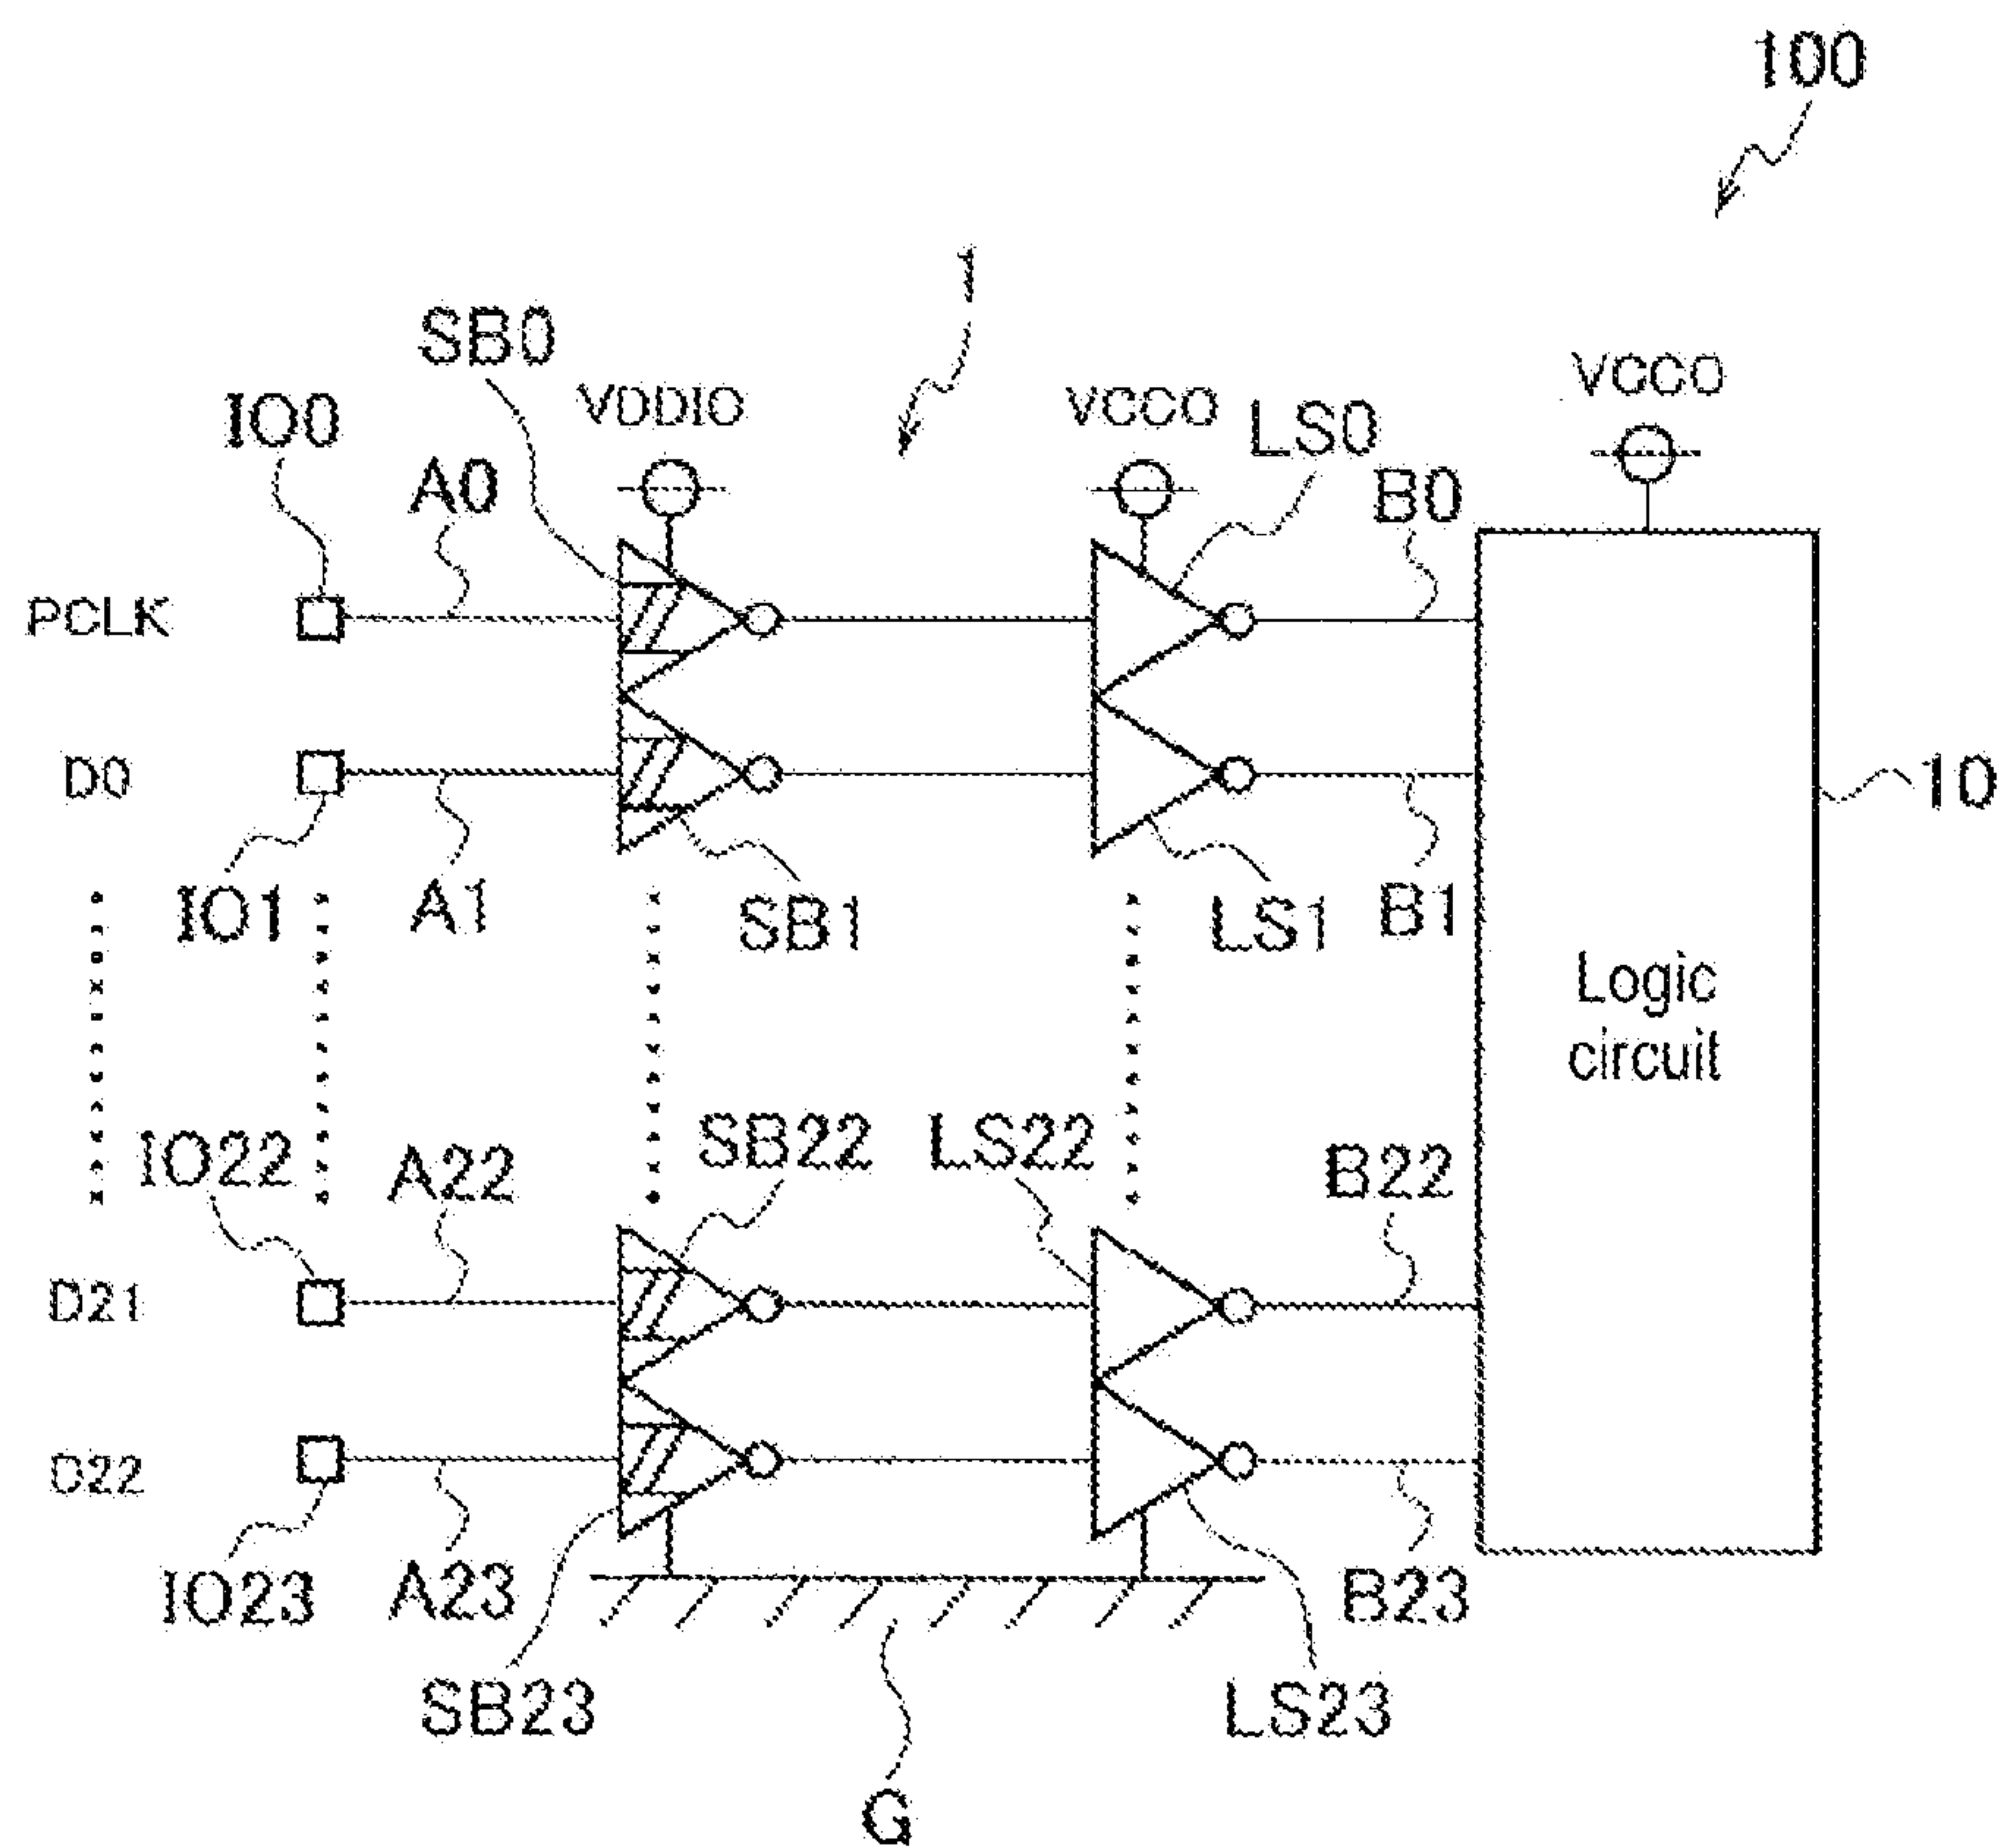 100
1
SB0
VDDIO
VCCO
VCCO
IO0
A0
LS0
B0
PCLK
D0
10
IO1
A1
SB1
LS1
B1
Logic
circuit
IO22
A22
SB22
LS22
B22
D21
D22
IO23
A23
B23
SB23
LS23
G